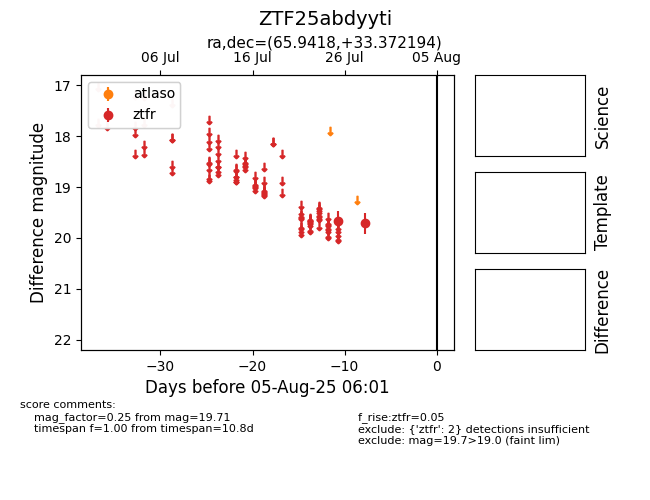 ZTF25abdyyti
ra,dec=(65.9418,+33.372194)
06 Jul 16 Jul 26 Jul 05 Aug
atlaso
ztfr
17
18
19
20
21
22
Difference magnitude
−30 −20 −10 0
Days before 05-Aug-25 06:01
Science
Template
Difference
score comments:
mag_factor=0.25 from mag=19.71
timespan f=1.00 from timespan=10.8d
f_rise:ztfr=0.05
exclude: {'ztfr': 2} detections insufficient
exclude: mag=19.7>19.0 (faint lim)